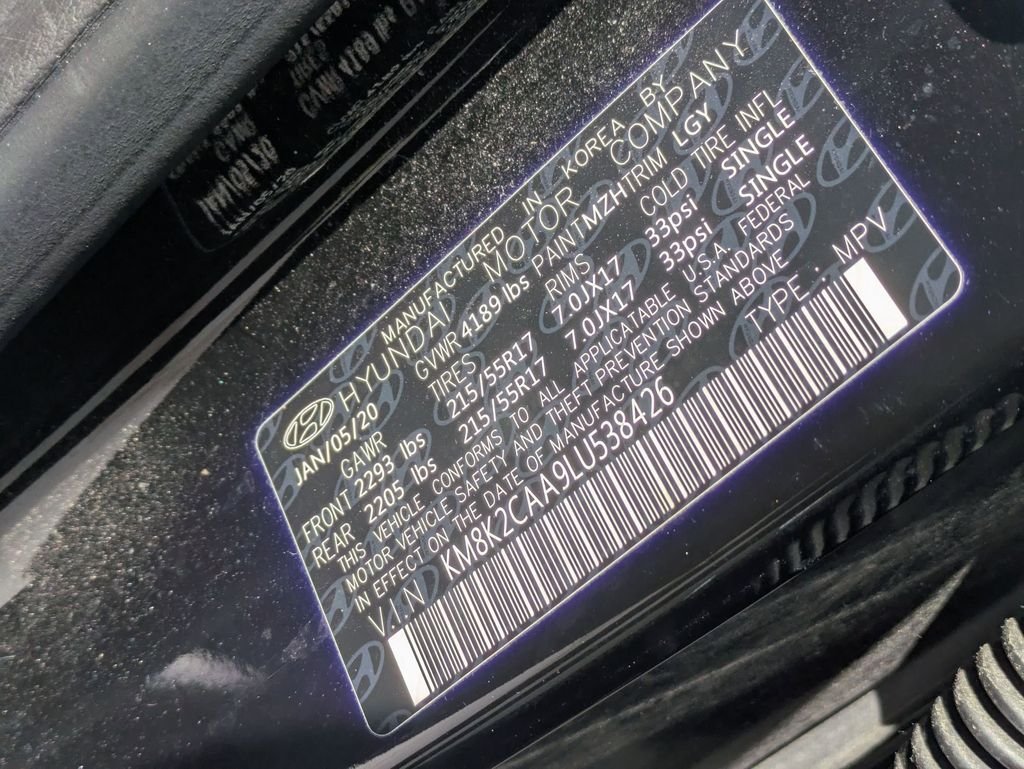 MANUFACTURED IN KOREA BY
HYUNDAI MOTOR COMPANY
JAN/05/20 GVWR 4189 lbs PAINT MZH TRIM LGY
GAWR TIRES RIMS COLD TIRE INFL
FRONT 2293 lbs 215/55R17 7.0JX17 33psi SINGLE
REAR 2205 lbs 215/55R17 7.0JX17 33psi SINGLE
THIS VEHICLE CONFORMS TO ALL APPLICATABLE U.S.A. FEDERAL
MOTOR VEHICLE SAFETY AND THEFT PREVENTION STANDARDS
IN EFFECT ON THE DATE OF MANUFACTURE SHOWN ABOVE.
V.I.N KM8K2CAA9LU538426 TYPE MPV